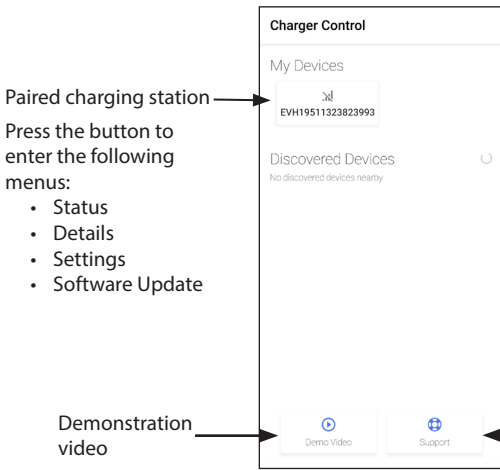 Charger Control
My Devices
Paired charging station
EVH19511323823993
Press the button to
enter the following
menus:
• Status
• Details
• Settings
• Software Update
Discovered Devices
No discovered devices nearby
Demonstration
video
Demo Video
Support